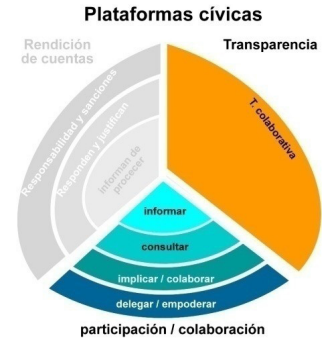 Plataformas cívicas
Rendición
de cuentas
Transparencia
Responsabilidad y sanciones
Responden y justifican
informan de
procecer
T. colaborativa
informar
consultar
implicar / colaborar
delegar / empoderar
participación / colaboración